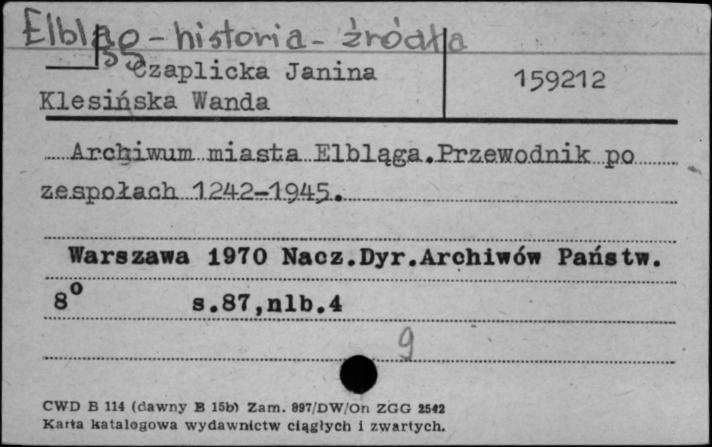 Elbląg - historia - źródła
Czaplicka Janina
159212
Klesińska Wanda
Archiwum miasta Elbląga.Przewodnik po
zespołach 1242-1945.
Warszawa 1970 Nacz.Dyr.Archiwów Państw.
8° s.87,nlb.4
9
CWD B 114 (dawny B 15b) Zam. 897/DW/On ZGG 2542
Karta katalogowa wydawnictw ciągłych i zwartych.